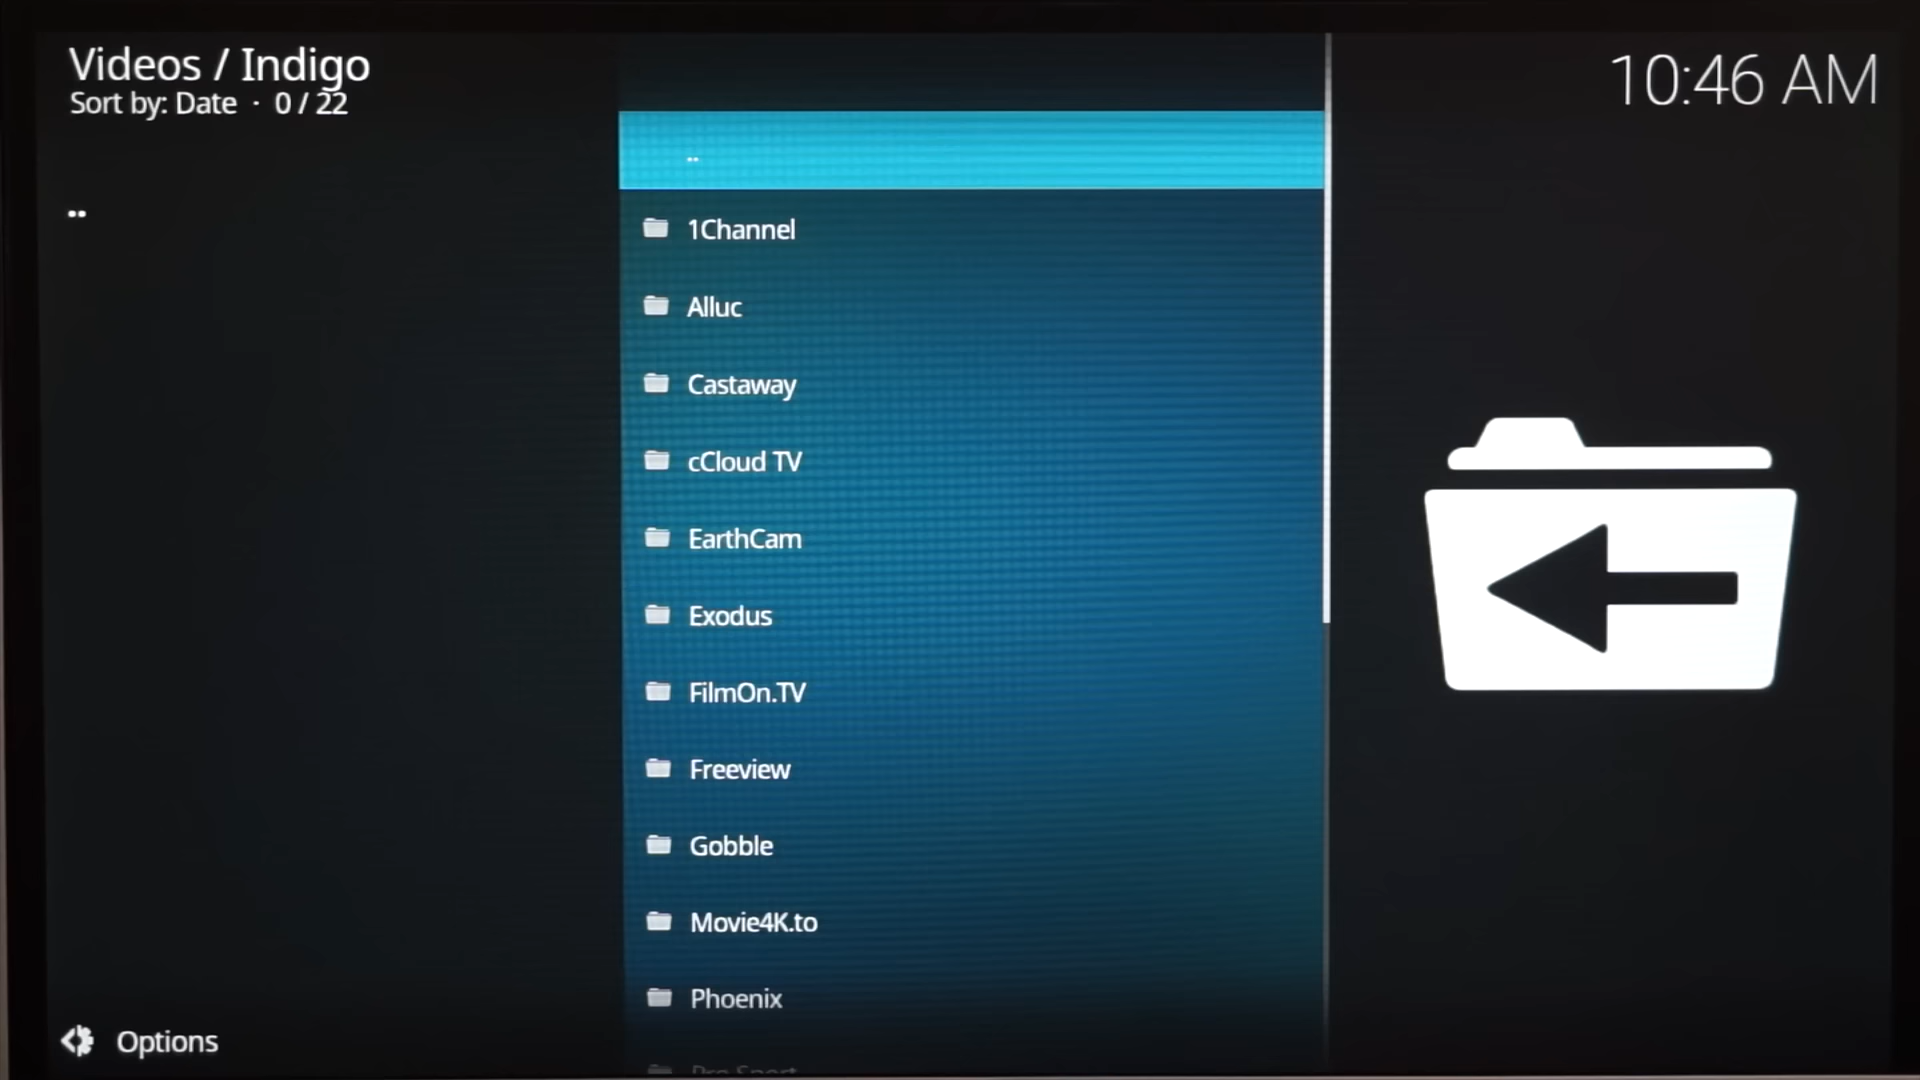 Videos / Indigo
Sort by: Date · 0 / 22
10:46 AM
..
..
1Channel
Alluc
Castaway
cCloud TV
EarthCam
Exodus
FilmOn.TV
Freeview
Gobble
Movie4K.to
Phoenix
Options